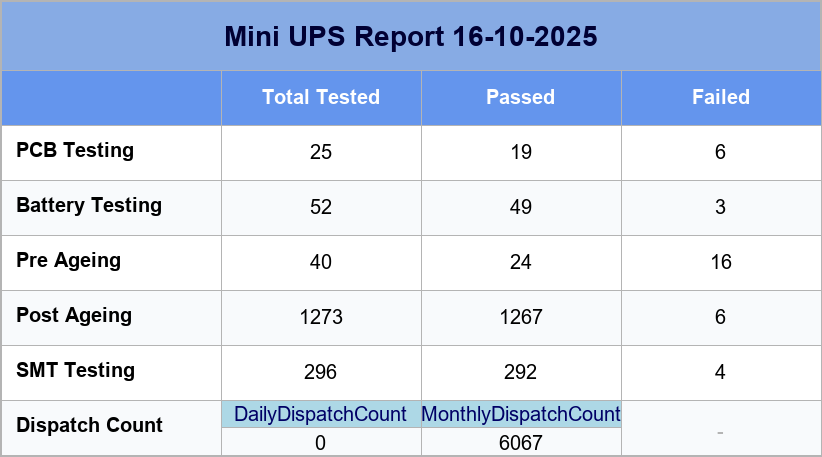 Mini UPS Report 16-10-2025
Total Tested Passed Failed
PCB Testing 25 19 6
Battery Testing 52 49 3
Pre Ageing 40 24 16
Post Ageing 1273 1267 6
SMT Testing 296 292 4
DailyDispatchCount MonthlyDispatchCount
Dispatch Count -
0 6067